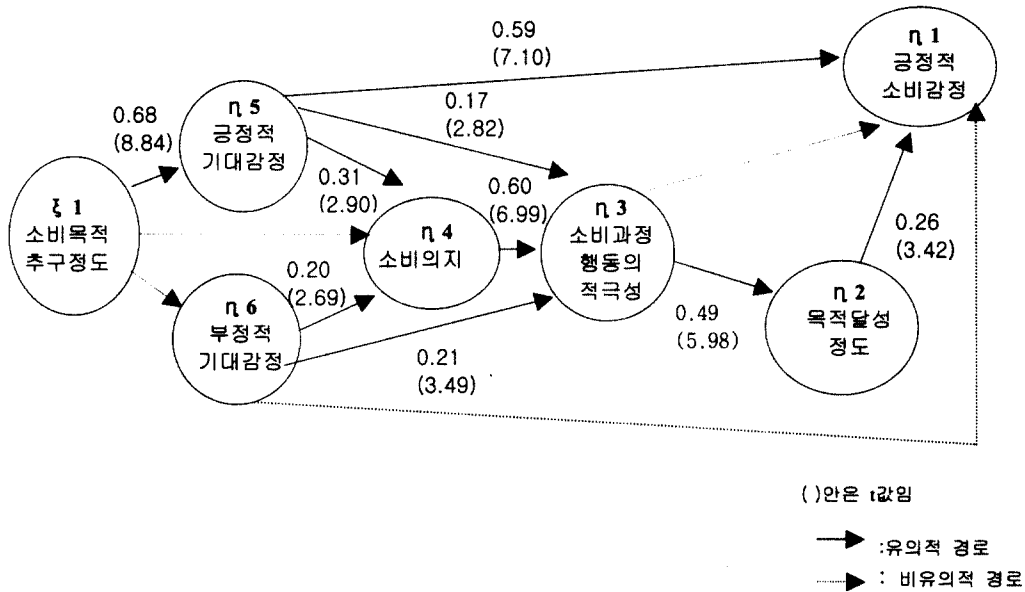 0.59
(7.10)
η 1
긍정적
소비감정
0.68
(8.84)
η 5
긍정적
기대감정
0.17
(2.82)
0.31
(2.90)
0.60
(6.99)
ξ 1
소비목적
추구정도
η 4
소비의지
η 3
소비과정
행동의
적극성
0.26
(3.42)
0.20
(2.69)
η 6
부정적
기대감정
0.21
(3.49)
0.49
(5.98)
η 2
목적달성
정도
( )안은 t값임
:유의적 경로
: 비유의적 경로